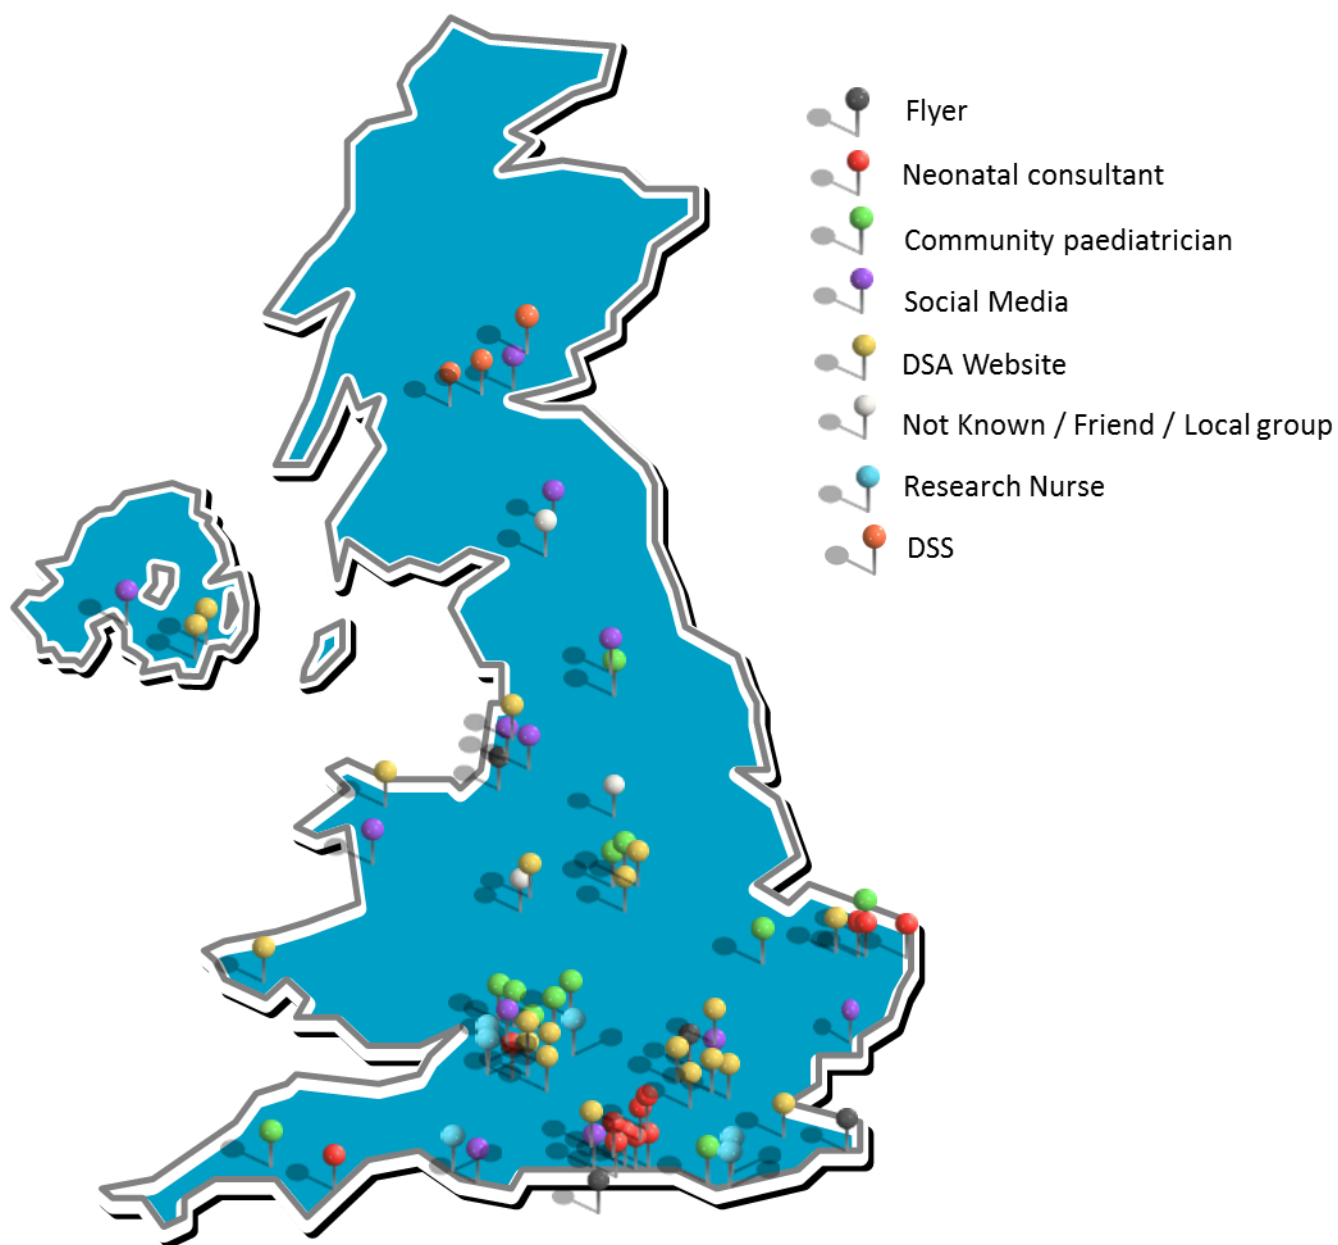 Flyer
Neonatal consultant
Community paediatrician
Social Media
DSA Website
Not Known / Friend / Local group
Research Nurse
DSS